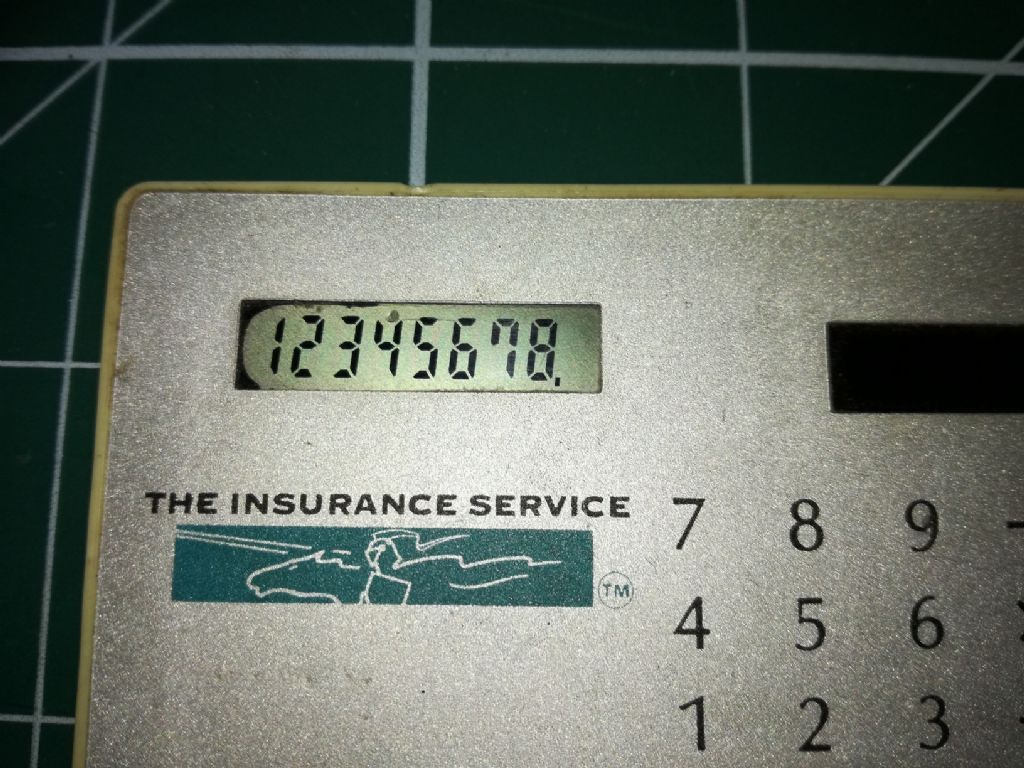 12345678.
THE INSURANCE SERVICE
TM
7 8 9
4 5 6
1 2 3